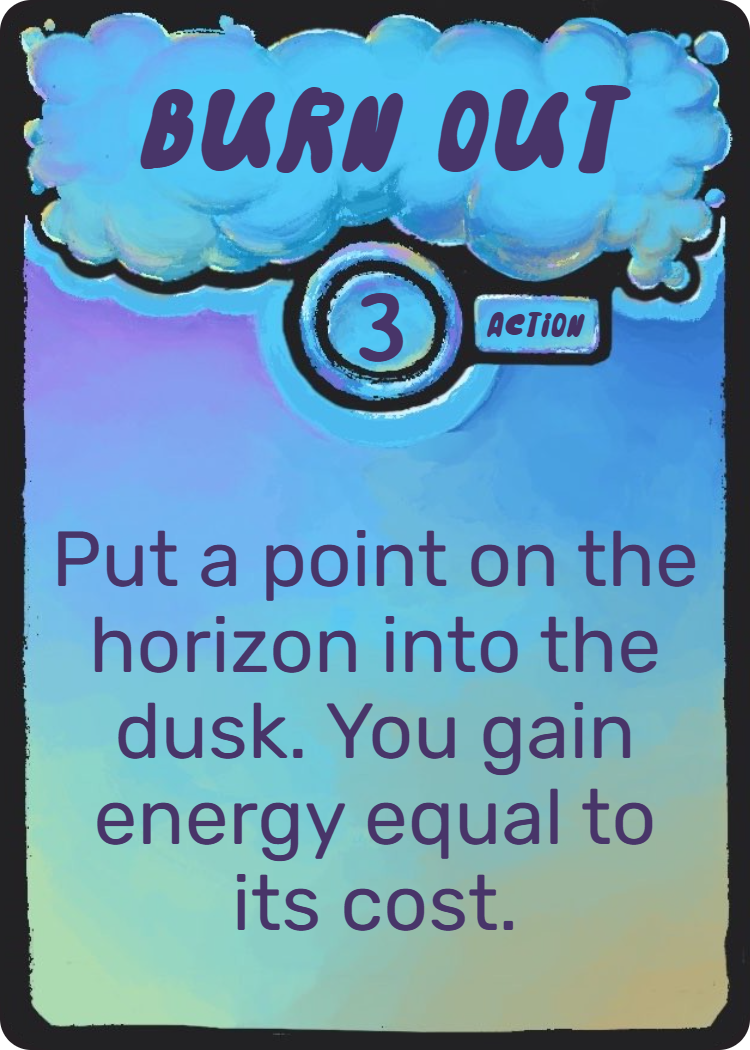 BURN OUT
3
ACTION
Put a point on the
horizon into the
dusk. You gain
energy equal to
its cost.